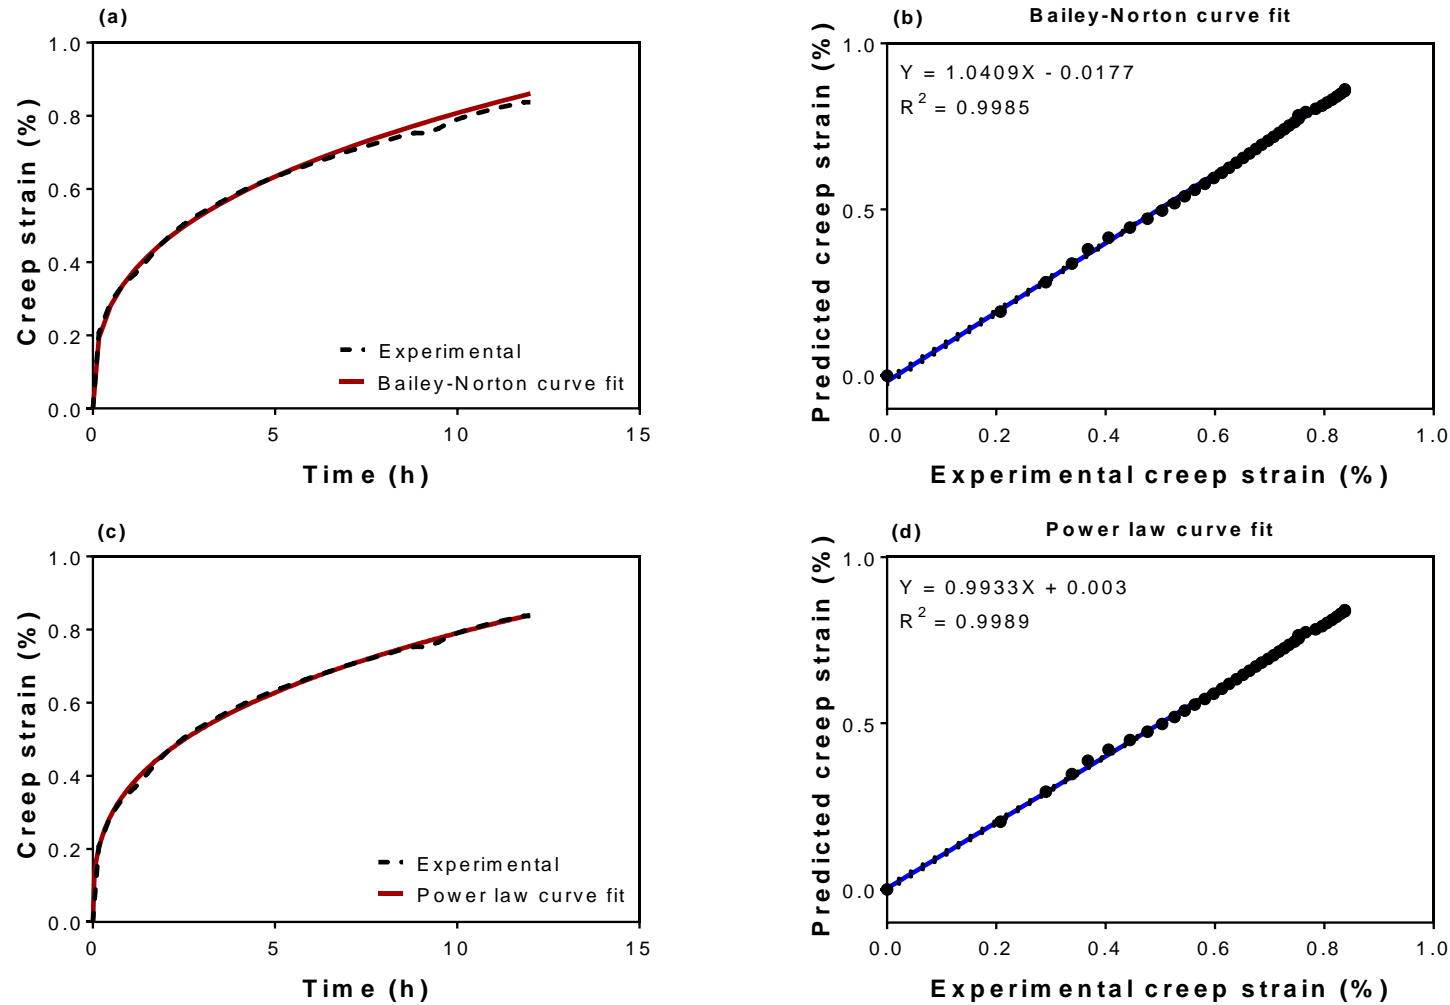 (a)
1.0
0.8
0.6
0.4
0.2
0.0
Creep strain (%)
Experimental
Bailey-Norton curve fit
0 5 10 15
Time (h)
(b)
Bailey-Norton curve fit
Y = 1.0409X - 0.0177
R² = 0.9985
1.0
0.5
0.0
Predicted creep strain (%)
0.0 0.2 0.4 0.6 0.8 1.0
Experimental creep strain (%)
(c)
1.0
0.8
0.6
0.4
0.2
0.0
Creep strain (%)
Experimental
Power law curve fit
0 5 10 15
Time (h)
(d)
Power law curve fit
Y = 0.9933X + 0.003
R² = 0.9989
1.0
0.5
0.0
Predicted creep strain (%)
0.0 0.2 0.4 0.6 0.8 1.0
Experimental creep strain (%)